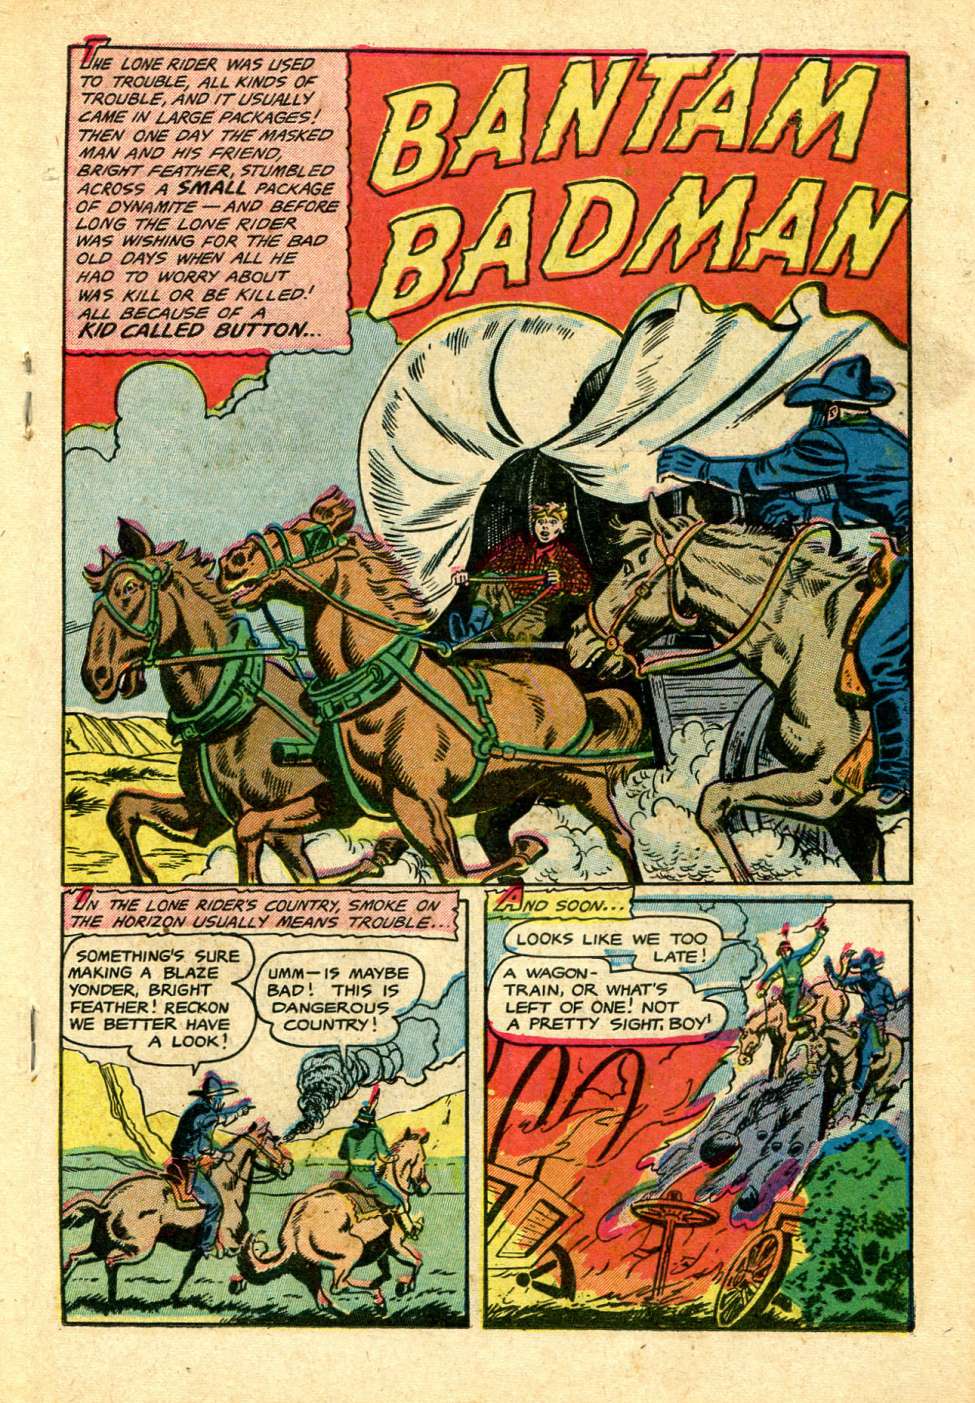 THE LONE RIDER WAS USED
TO TROUBLE, ALL KINDS OF
TROUBLE, AND IT USUALLY
CAME IN LARGE PACKAGES!
THEN ONE DAY THE MASKED
MAN AND HIS FRIEND,
BRIGHT FEATHER, STUMBLED
ACROSS A SMALL PACKAGE
OF DYNAMITE — AND BEFORE
LONG THE LONE RIDER
WAS WISHING FOR THE BAD
OLD DAYS WHEN ALL HE
HAD TO WORRY ABOUT
WAS KILL OR BE KILLED!
ALL BECAUSE OF A
KID CALLED BUTTON...
BANTAM
BADMAN
IN THE LONE RIDER'S COUNTRY, SMOKE ON
THE HORIZON USUALLY MEANS TROUBLE...
SOMETHING'S SURE
MAKING A BLAZE
YONDER, BRIGHT
FEATHER! RECKON
WE BETTER HAVE
A LOOK!
UMM—IS MAYBE
BAD! THIS IS
DANGEROUS
COUNTRY!
AND SOON...
LOOKS LIKE WE TOO
LATE!
A WAGON-
TRAIN, OR WHAT'S
LEFT OF ONE! NOT
A PRETTY SIGHT, BOY!